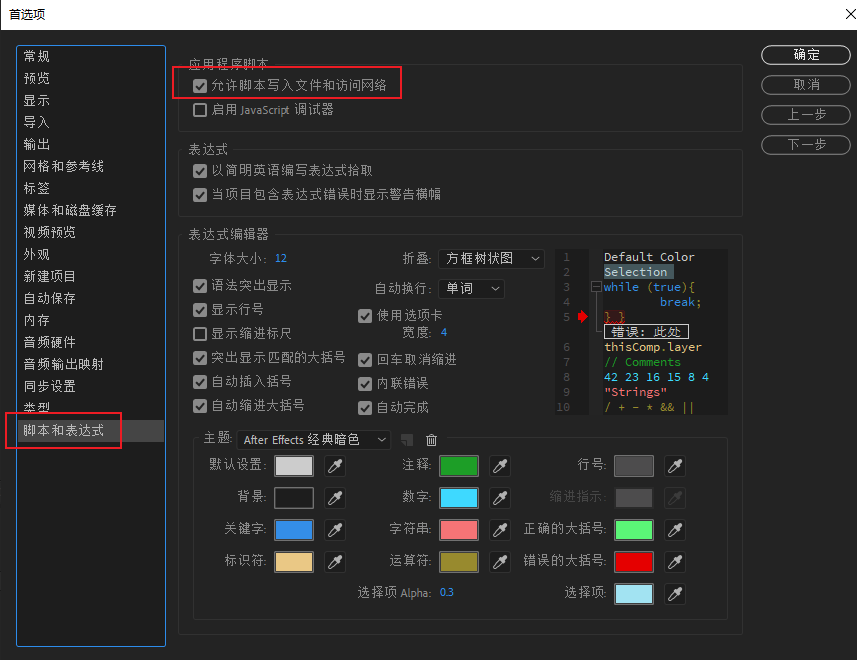 首选项
常规
预览
显示
导入
输出
网格和参考线
标签
媒体和磁盘缓存
视频预览
外观
新建项目
自动保存
内存
音频硬件
音频输出映射
同步设置
类型
脚本和表达式
应用程序脚本
允许脚本写入文件和访问网络
启用 JavaScript 调试器
表达式
以简明英语编写表达式拾取
当项目包含表达式错误时显示警告横幅
表达式编辑器
字体大小: 12
折叠: 方框树状图
语法突出显示
自动换行: 单词
显示行号
使用选项卡
显示缩进标尺
宽度: 4
突出显示匹配的大括号
回车取消缩进
自动插入括号
内联错误
自动缩进大括号
自动完成
1 Default Color
2 Selection
3 while (true){
4 break;
5 } }
错误: 此处
6 thisComp.layer
7 // Comments
8 42 23 16 15 8 4
9 "Strings"
10 / + - * && ||
主题: After Effects 经典暗色
默认设置: 注释: 行号:
背景: 数字: 缩进指示:
关键字: 字符串: 正确的大括号:
标识符: 运算符: 错误的大括号:
选择项 Alpha: 0.3 选择项:
确定
取消
上一步
下一步